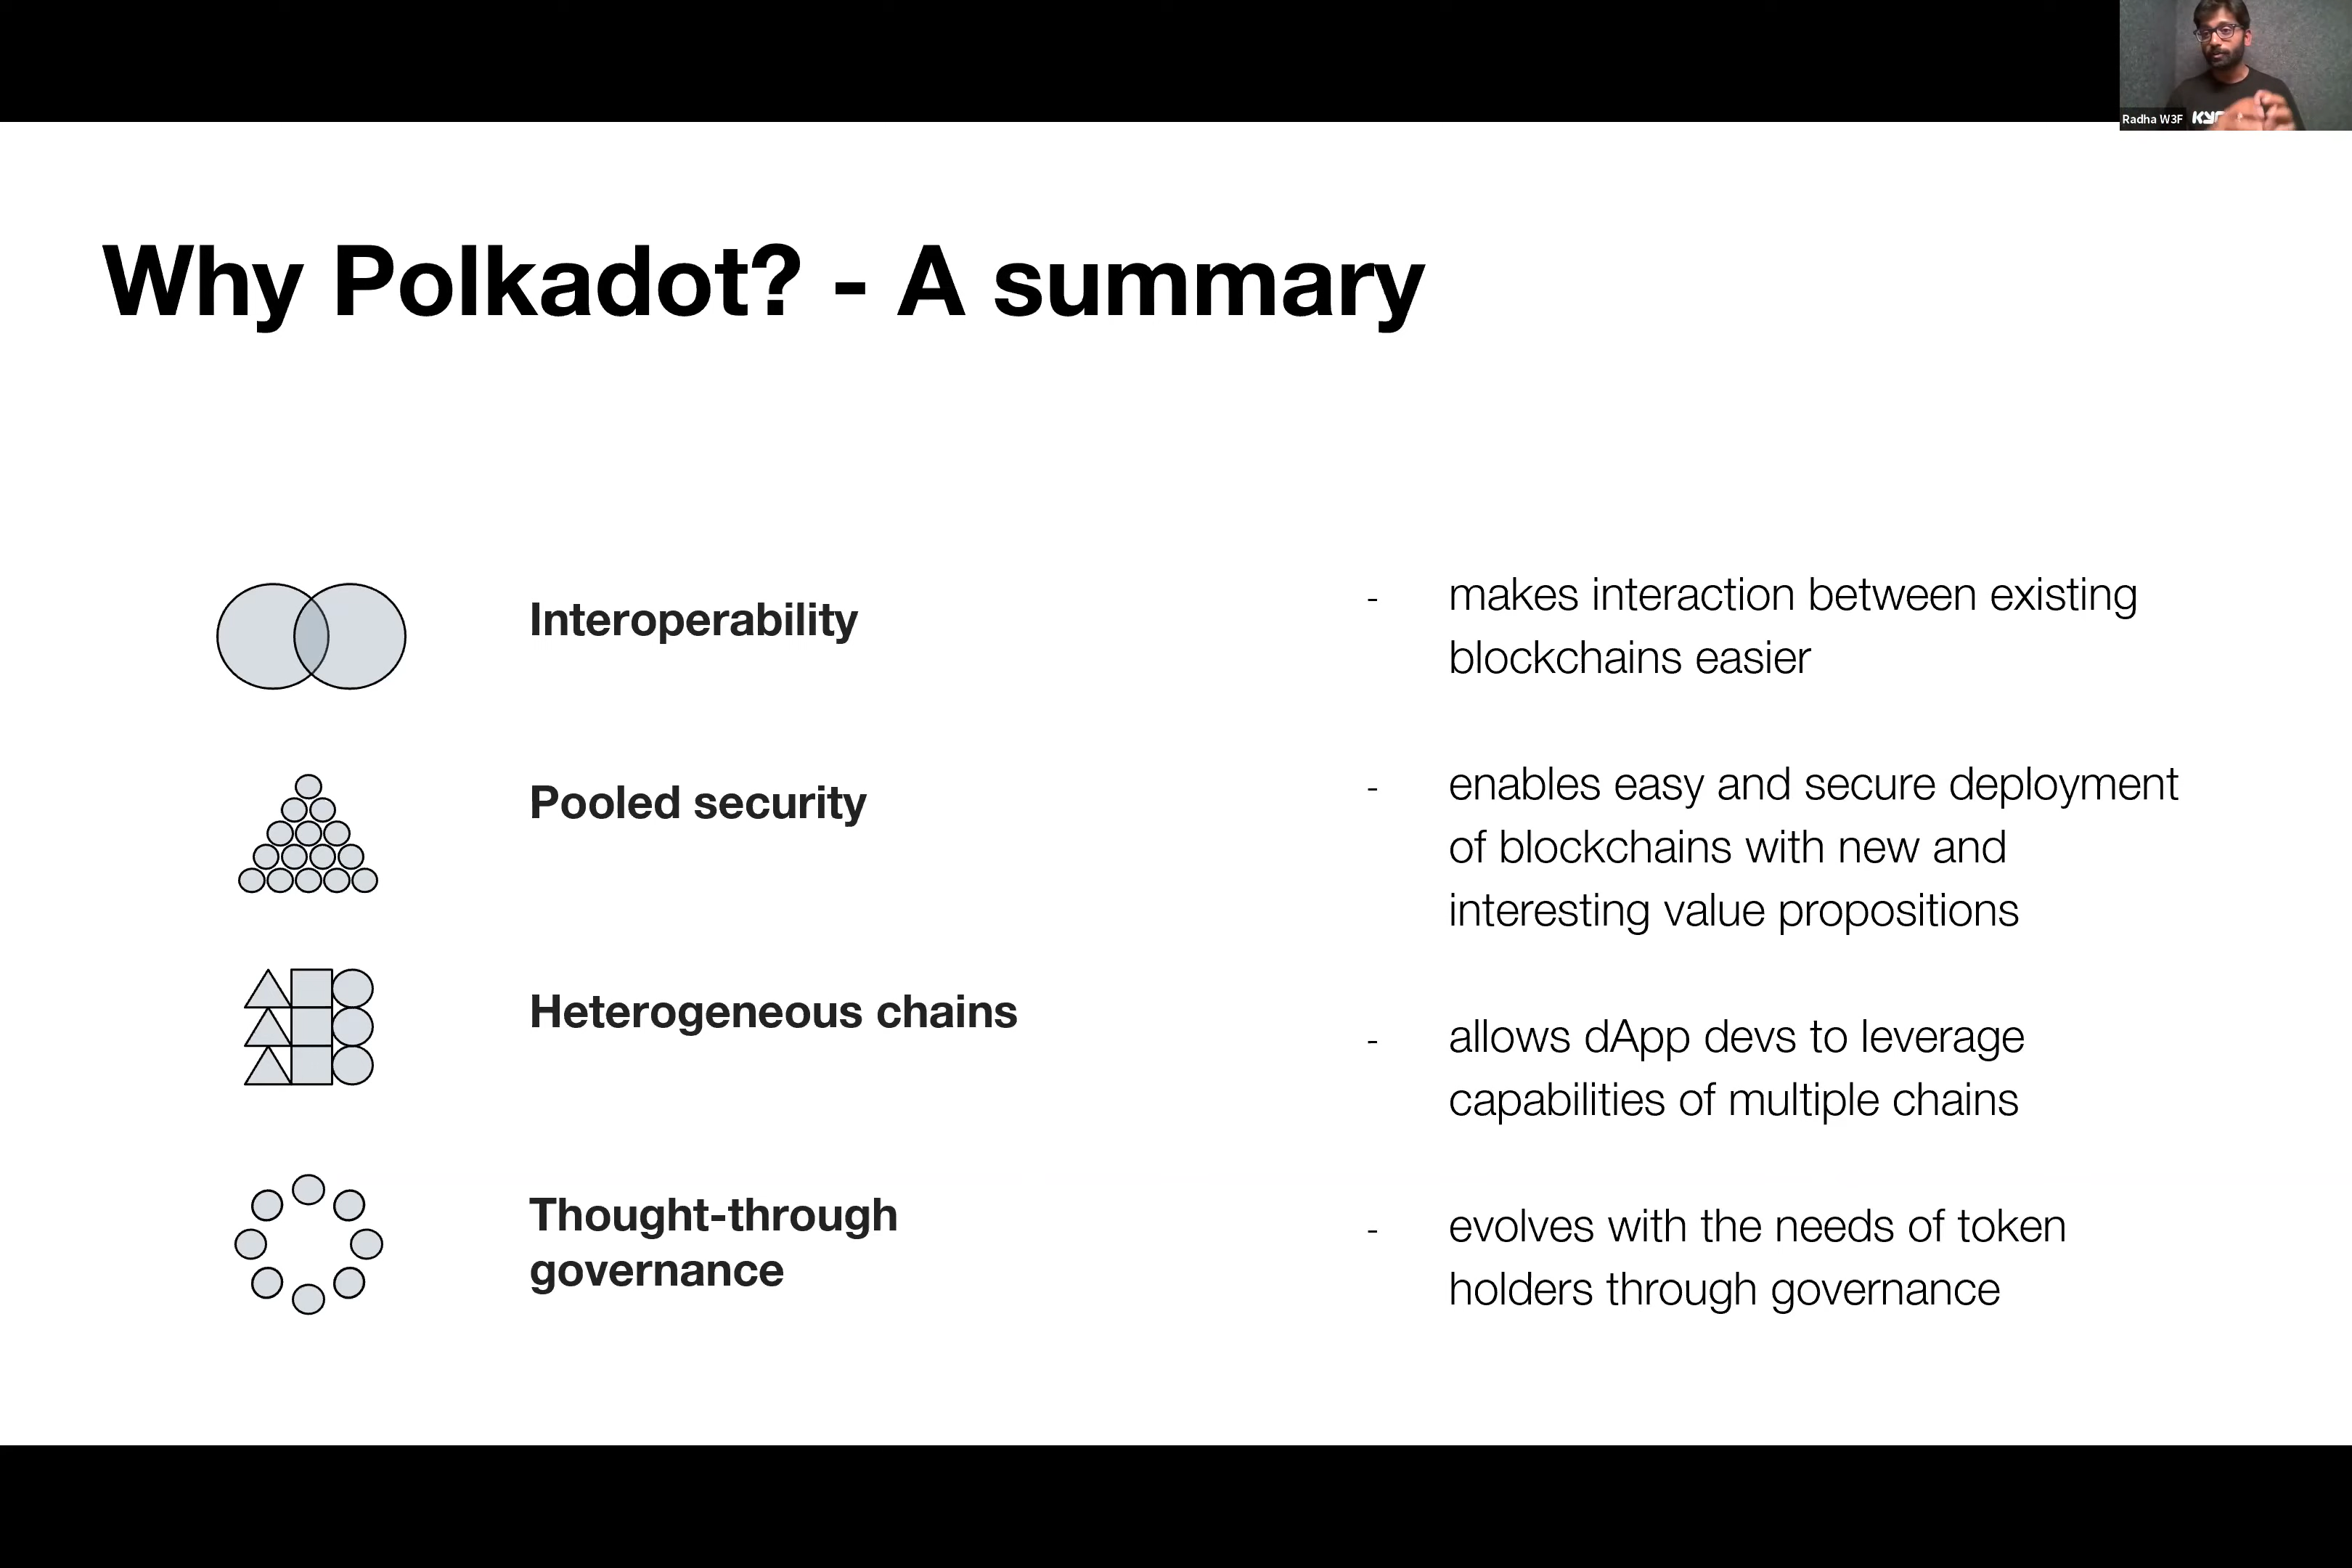 Radha W3F
Why Polkadot? - A summary
Interoperability
- makes interaction between existing
blockchains easier
Pooled security
- enables easy and secure deployment
of blockchains with new and
interesting value propositions
Heterogeneous chains
- allows dApp devs to leverage
capabilities of multiple chains
Thought-through
governance
- evolves with the needs of token
holders through governance